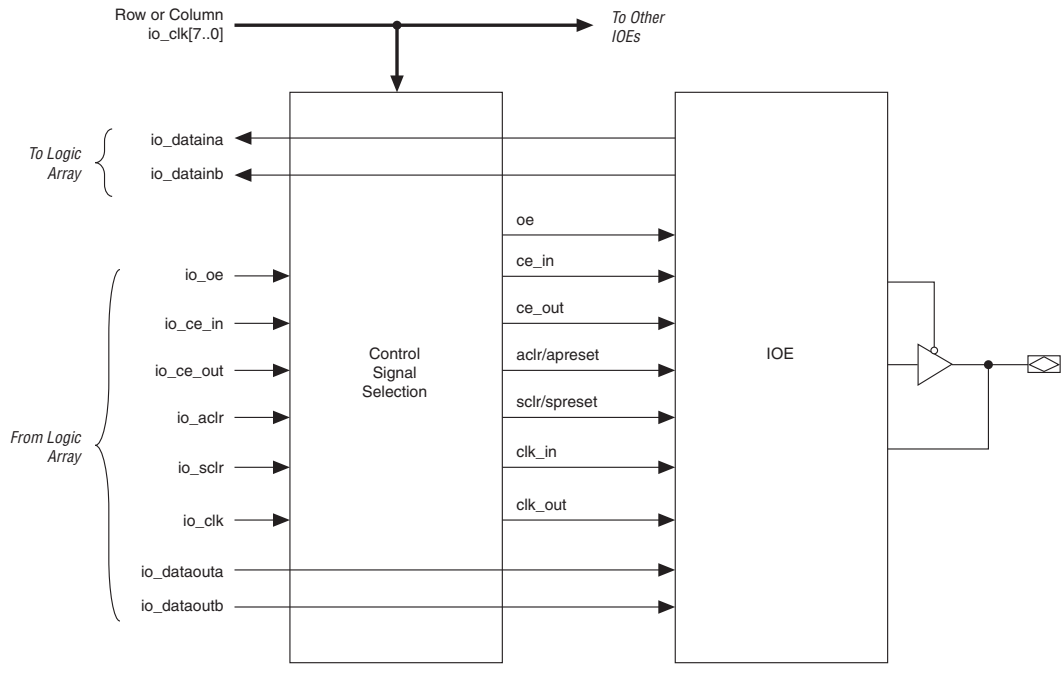 Row or Column
io_clk[7..0]
To Other
IOEs
To Logic
Array
io_dataina
io_datainb
oe
ce_in
ce_out
aclr/apreset
sclr/spreset
clk_in
clk_out
From Logic
Array
io_oe
io_ce_in
io_ce_out
io_aclr
io_sclr
io_clk
io_dataouta
io_dataoutb
Control
Signal
Selection
IOE